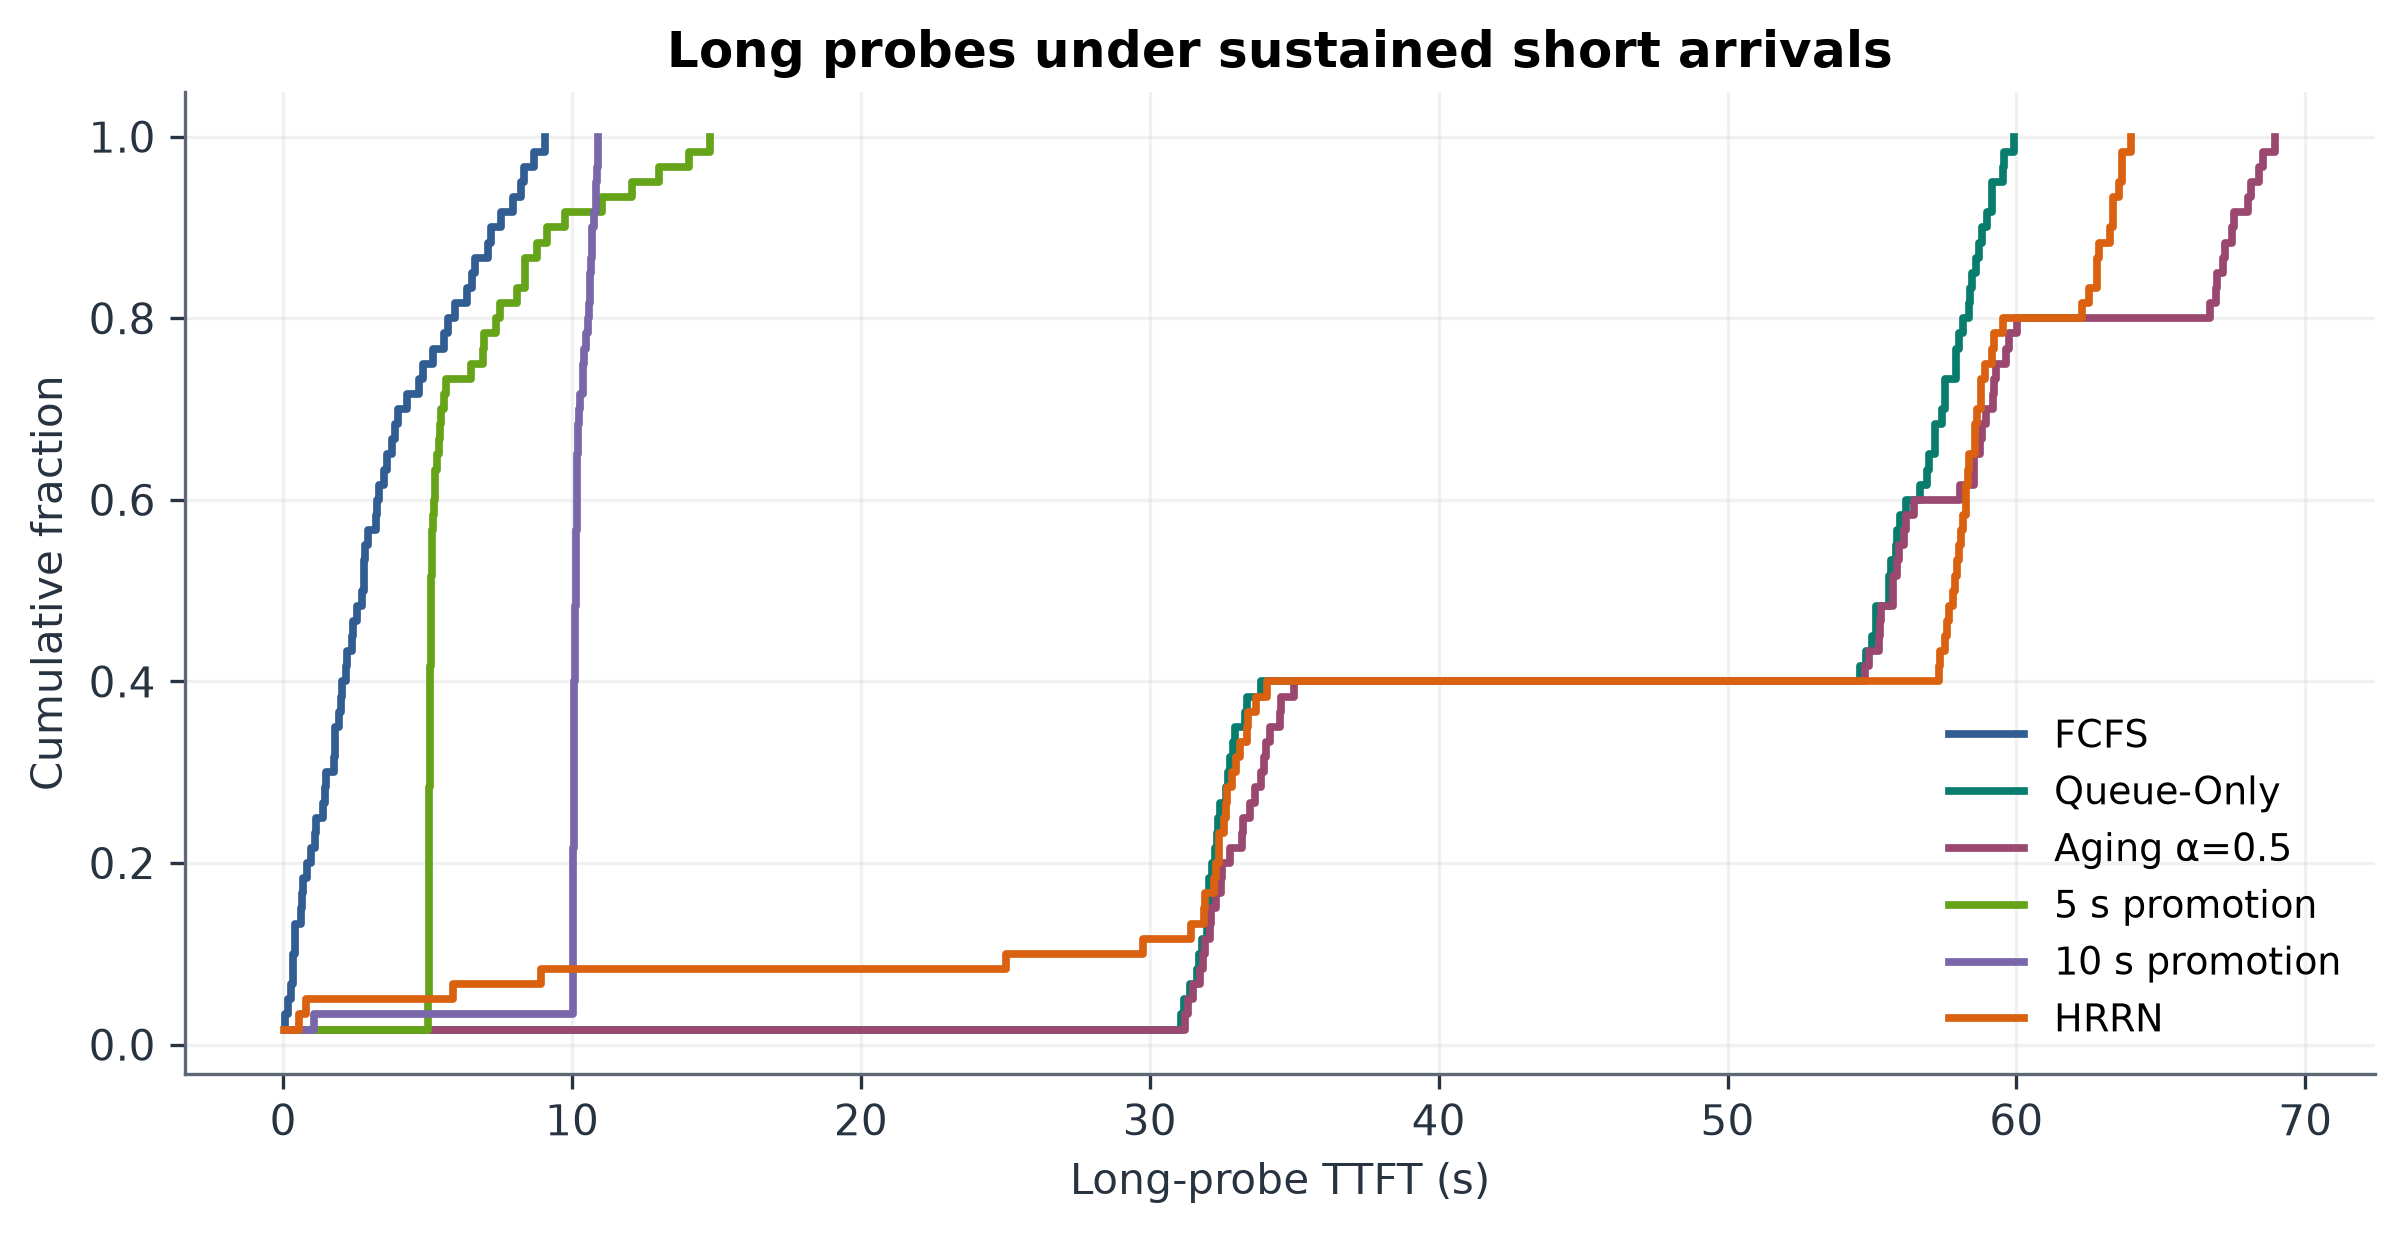 Long probes under sustained short arrivals
Cumulative fraction
1.0
0.8
0.6
0.4
0.2
0.0
0 10 20 30 40 50 60 70
Long-probe TTFT (s)
FCFS
Queue-Only
Aging α=0.5
5 s promotion
10 s promotion
HRRN